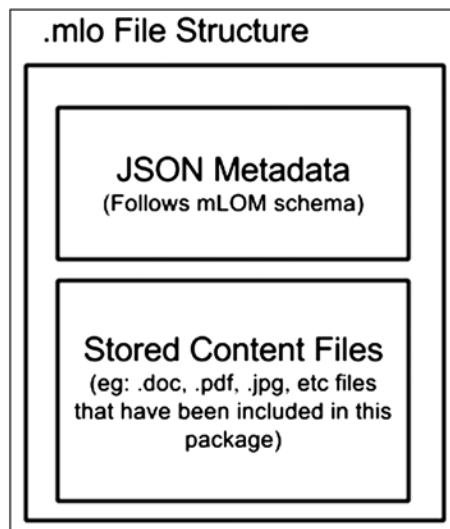 .mlo File Structure
JSON Metadata
(Follows mLOM schema)
Stored Content Files
(eg: .doc, .pdf, .jpg, etc files
that have been included in this
package)